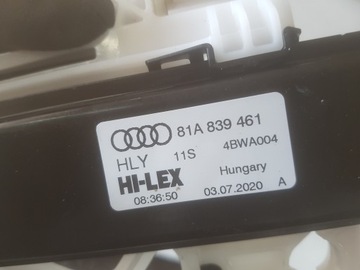 81A 839 461
HLY 11S 4BWA004
HI-LEX Hungary
08:36:50 03.07.2020 A